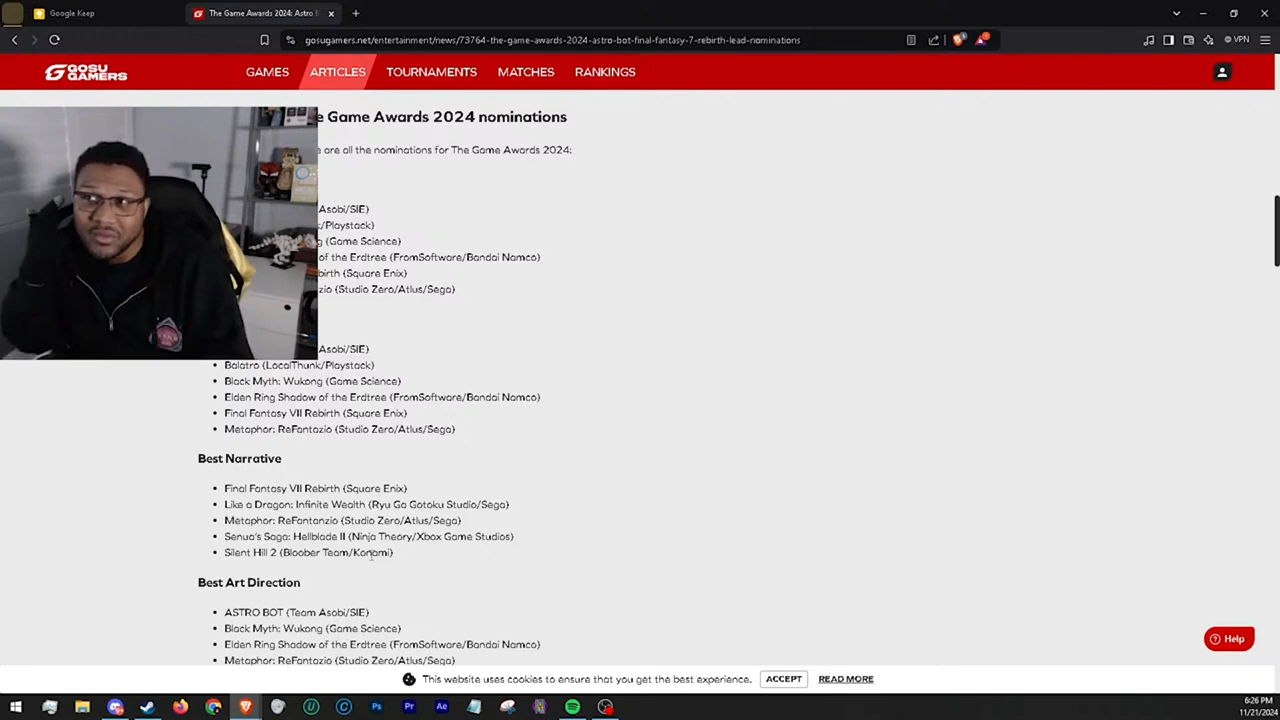 Google Keep
The Game Awards 2024: Astro
gosugamers.net/entertainment/news/73764-the-game-awards-2024-astro-bot-final-fantasy-7-rebirth-lead-nominations
VPN
GOSU GAMERS
GAMES ARTICLES TOURNAMENTS MATCHES RANKINGS
e Game Awards 2024 nominations
e are all the nominations for The Game Awards 2024:
Asobi/SIE)
/Playstack)
g (Game Science)
of the Erdtree (FromSoftware/Bandai Namco)
birth (Square Enix)
zio (Studio Zero/Atlus/Sega)
Asobi/SIE)
Balatro (LocalThunk/Playstack)
Black Myth: Wukong (Game Science)
Elden Ring Shadow of the Erdtree (FromSoftware/Bandai Namco)
Final Fantasy VII Rebirth (Square Enix)
Metaphor: ReFantazio (Studio Zero/Atlus/Sega)
Best Narrative
Final Fantasy VII Rebirth (Square Enix)
Like a Dragon: Infinite Wealth (Ryu Ga Gotoku Studio/Sega)
Metaphor: ReFantanzio (Studio Zero/Atlus/Sega)
Senua's Saga: Hellblade II (Ninja Theory/Xbox Game Studios)
Silent Hill 2 (Bloober Team/Konami)
Best Art Direction
ASTRO BOT (Team Asobi/SIE)
Black Myth: Wukong (Game Science)
Elden Ring Shadow of the Erdtree (FromSoftware/Bandai Namco)
Metaphor: ReFantazio (Studio Zero/Atlus/Sega)
Help
This website uses cookies to ensure that you get the best experience. ACCEPT READ MORE
6:26 PM
11/21/2024